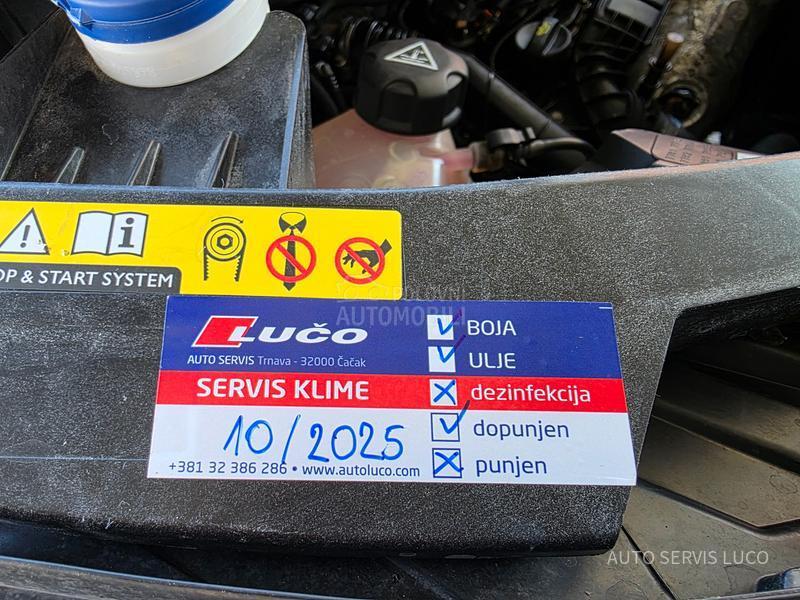 OP & START SYSTEM
LUČO
AUTO SERVIS Trnava - 32000 Čačak
SERVIS KLIME
10/2025
+381 32 386 286 • www.autoluco.com
BOJA
ULJE
dezinfekcija
dopunjen
punjen
AUTOMOBILI
AUTO SERVIS LUCO